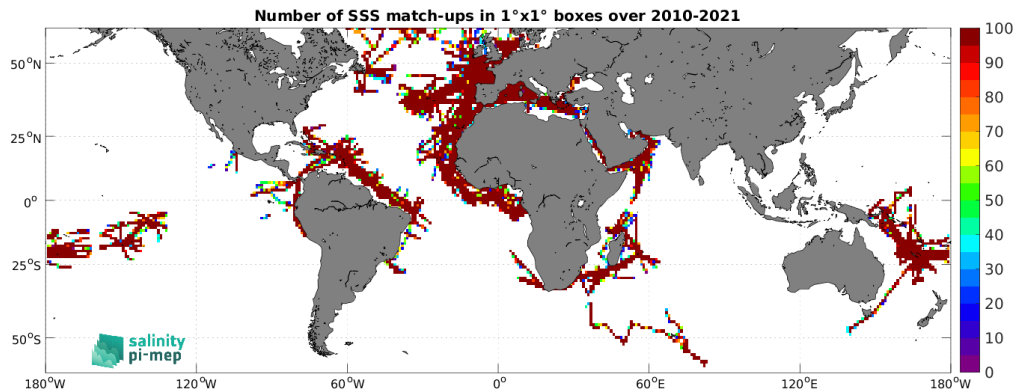 Number of SSS match-ups in 1°x1° boxes over 2010-2021
100
90
80
70
60
50
40
30
20
10
0
50°N
25°N
0°
25°S
50°S
salinity
pi-mep
180°W
120°W
60°W
0°
60°E
120°E
180°W